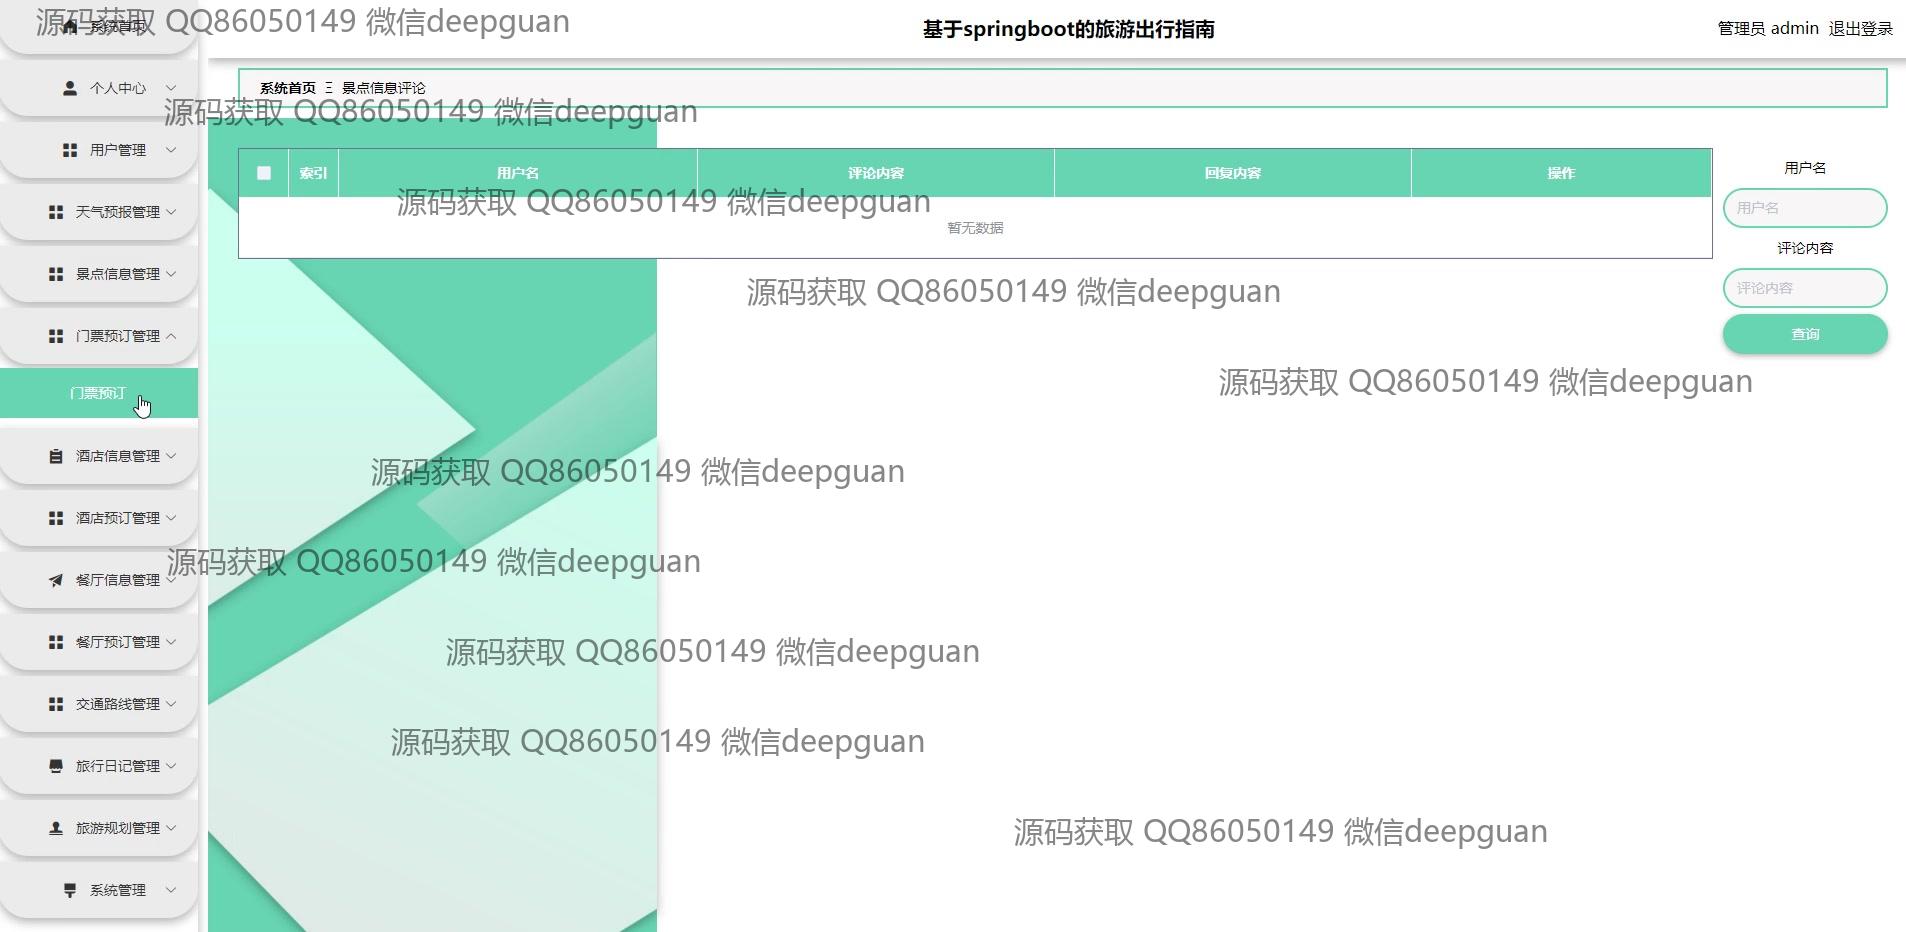 系统首页
基于springboot的旅游出行指南
管理员 admin 退出登录
源码获取 QQ86050149 微信deepguan
个人中心
系统首页 Ξ 景点信息评论
源码获取 QQ86050149 微信deepguan
用户管理
索引 用户名 评论内容 回复内容 操作
用户名
用户名
源码获取 QQ86050149 微信deepguan
天气预报管理
暂无数据
评论内容
评论内容
景点信息管理
源码获取 QQ86050149 微信deepguan
门票预订管理
查询
源码获取 QQ86050149 微信deepguan
门票预订
酒店信息管理
源码获取 QQ86050149 微信deepguan
酒店预订管理
源码获取 QQ86050149 微信deepguan
餐厅信息管理
餐厅预订管理
源码获取 QQ86050149 微信deepguan
交通路线管理
源码获取 QQ86050149 微信deepguan
旅行日记管理
旅游规划管理
源码获取 QQ86050149 微信deepguan
系统管理